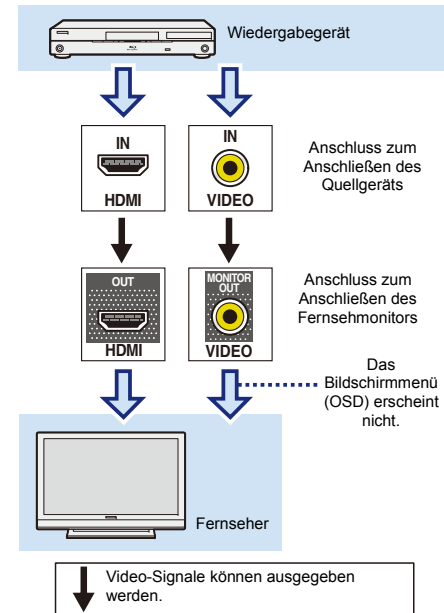 Wiedergabegerät
IN
HDMI
IN
VIDEO
Anschluss zum
Anschließen des
Quellgeräts
OUT
HDMI
MONITOR
OUT
VIDEO
Anschluss zum
Anschließen des
Fernsehmonitors
Das
Bildschirmmenü
(OSD) erscheint
nicht.
Fernseher
Video-Signale können ausgegeben
werden.